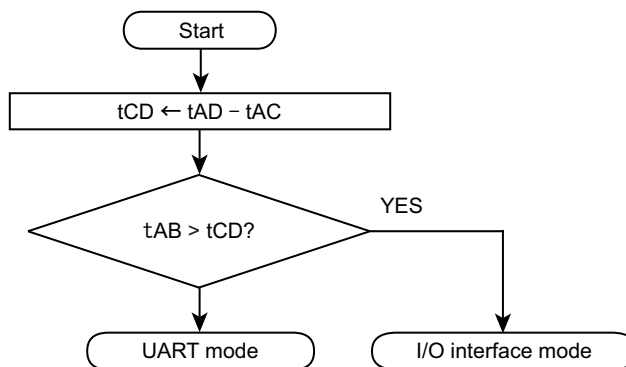 Start
tCD ← tAD − tAC
tAB > tCD?
YES
UART mode
I/O interface mode